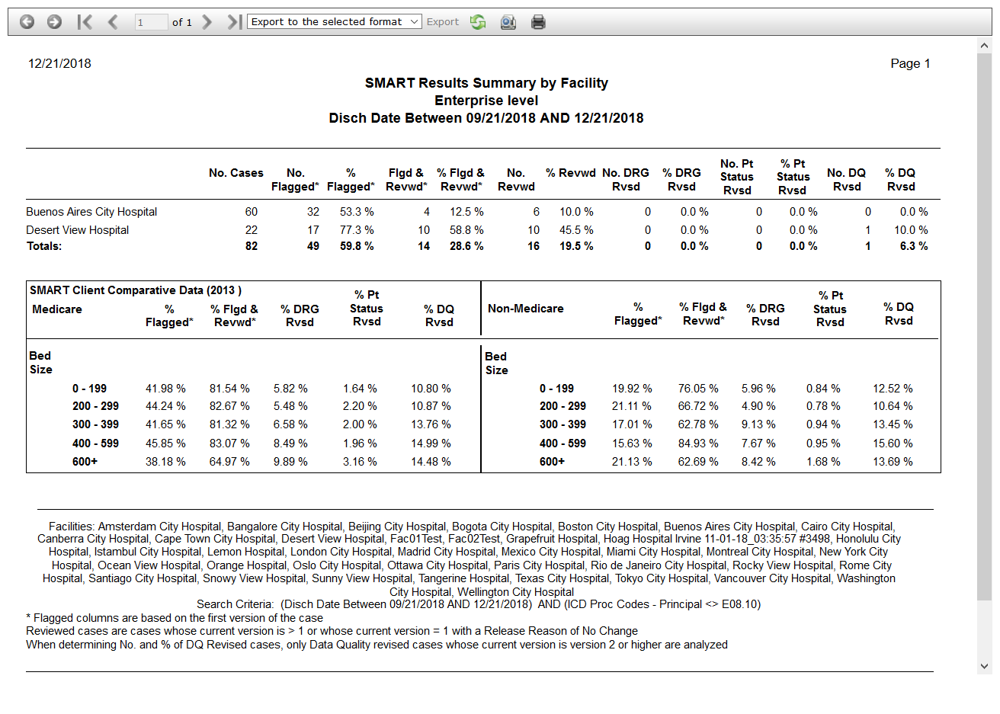 1 of 1 Export to the selected format Export
12/21/2018 Page 1
SMART Results Summary by Facility
Enterprise level
Disch Date Between 09/21/2018 AND 12/21/2018
No. Cases No. Flagged* % Flagged* Flgd & Revwd* % Flgd & Revwd* No. Revwd % Revwd No. DRG Rvsd % DRG Rvsd No. Pt Status Rvsd % Pt Status Rvsd No. DQ Rvsd % DQ Rvsd
Buenos Aires City Hospital 60 32 53.3 % 4 12.5 % 6 10.0 % 0 0.0 % 0 0.0 % 0 0.0 %
Desert View Hospital 22 17 77.3 % 10 58.8 % 10 45.5 % 0 0.0 % 0 0.0 % 1 10.0 %
Totals: 82 49 59.8 % 14 28.6 % 16 19.5 % 0 0.0 % 0 0.0 % 1 6.3 %
SMART Client Comparative Data (2013 )
Medicare % Flagged* % Flgd & Revwd* % DRG Rvsd % Pt Status Rvsd % DQ Rvsd
Bed
Size
0 - 199 41.98 % 81.54 % 5.82 % 1.64 % 10.80 %
200 - 299 44.24 % 82.67 % 5.48 % 2.20 % 10.87 %
300 - 399 41.65 % 81.32 % 6.58 % 2.00 % 13.76 %
400 - 599 45.85 % 83.07 % 8.49 % 1.96 % 14.99 %
600+ 38.18 % 64.97 % 9.89 % 3.16 % 14.48 %
Non-Medicare % Flagged* % Flgd & Revwd* % DRG Rvsd % Pt Status Rvsd % DQ Rvsd
Bed
Size
0 - 199 19.92 % 76.05 % 5.96 % 0.84 % 12.52 %
200 - 299 21.11 % 66.72 % 4.90 % 0.78 % 10.64 %
300 - 399 17.01 % 62.78 % 9.13 % 0.94 % 13.45 %
400 - 599 15.63 % 84.93 % 7.67 % 0.95 % 15.60 %
600+ 21.13 % 62.69 % 8.42 % 1.68 % 13.69 %
Facilities: Amsterdam City Hospital, Bangalore City Hospital, Beijing City Hospital, Bogota City Hospital, Boston City Hospital, Buenos Aires City Hospital, Cairo City Hospital,
Canberra City Hospital, Cape Town City Hospital, Desert View Hospital, Fac01Test, Fac02Test, Grapefruit Hospital, Hoag Hospital Irvine 11-01-18_03:35:57 #3498, Honolulu City
Hospital, Istambul City Hospital, Lemon Hospital, London City Hospital, Madrid City Hospital, Mexico City Hospital, Miami City Hospital, Montreal City Hospital, New York City
Hospital, Ocean View Hospital, Orange Hospital, Oslo City Hospital, Ottawa City Hospital, Paris City Hospital, Rio de Janeiro City Hospital, Rocky View Hospital, Rome City
Hospital, Santiago City Hospital, Snowy View Hospital, Sunny View Hospital, Tangerine Hospital, Texas City Hospital, Tokyo City Hospital, Vancouver City Hospital, Washington
City Hospital, Wellington City Hospital
Search Criteria: (Disch Date Between 09/21/2018 AND 12/21/2018) AND (ICD Proc Codes - Principal <> E08.10)
* Flagged columns are based on the first version of the case
Reviewed cases are cases whose current version is > 1 or whose current version = 1 with a Release Reason of No Change
When determining No. and % of DQ Revised cases, only Data Quality revised cases whose current version is version 2 or higher are analyzed